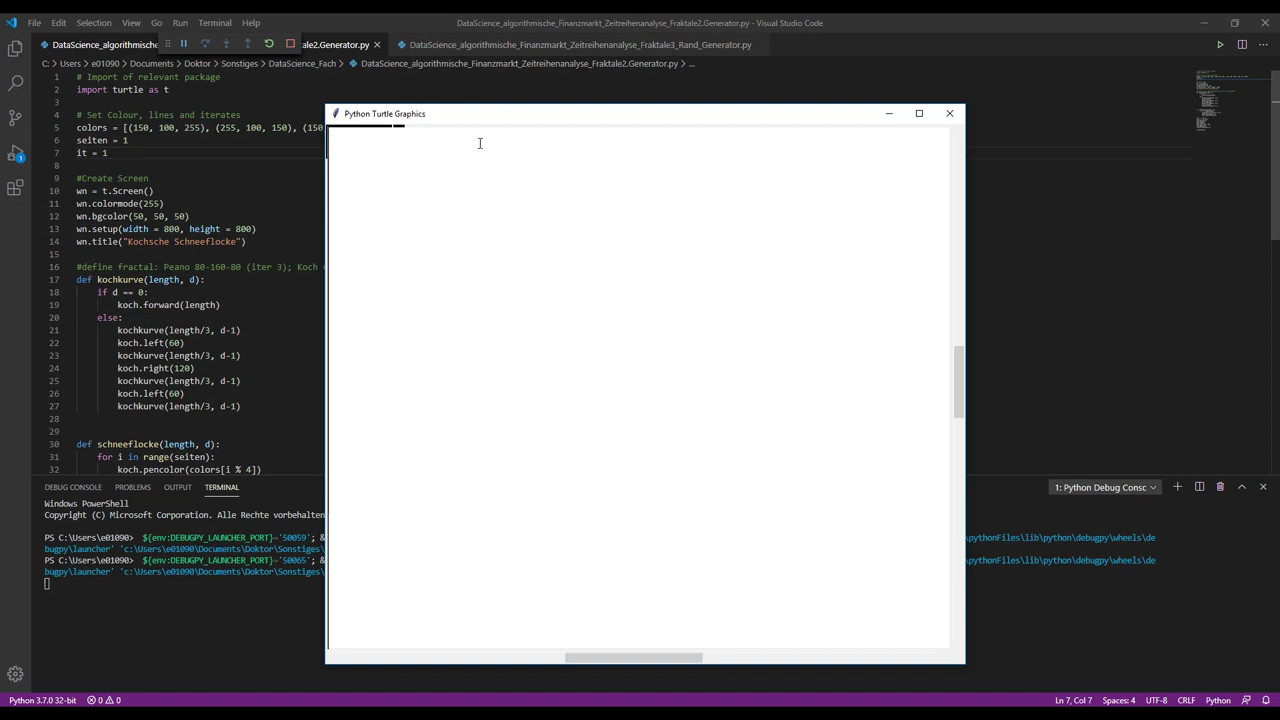 File Edit Selection View Go Run Terminal Help
DataScience_algorithmische_Finanzmarkt_Zeitreihenanalyse_Fraktale2.Generator.py - Visual Studio Code
DataScience_algorithmische ale2.Generator.py
DataScience_algorithmische_Finanzmarkt_Zeitreihenanalyse_Fraktale3_Rand_Generator.py
C: > Users > e01090 > Documents > Doktor > Sonstiges > DataScience_Fach > DataScience_algorithmische_Finanzmarkt_Zeitreihenanalyse_Fraktale2.Generator.py > ...
1 # Import of relevant package
2 import turtle as t
3
4 # Set Colour, lines and iterates
5 colors = [(150, 100, 255), (255, 100, 150), (150
6 seiten = 1
7 it = 1
8
9 #Create Screen
10 wn = t.Screen()
11 wn.colormode(255)
12 wn.bgcolor(50, 50, 50)
13 wn.setup(width = 800, height = 800)
14 wn.title("Kochsche Schneeflocke")
15
16 #define fractal: Peano 80-160-80 (iter 3); Koch
17 def kochkurve(length, d):
18 if d == 0:
19 koch.forward(length)
20 else:
21 kochkurve(length/3, d-1)
22 koch.left(60)
23 kochkurve(length/3, d-1)
24 koch.right(120)
25 kochkurve(length/3, d-1)
26 koch.left(60)
27 kochkurve(length/3, d-1)
28
29
30 def schneeflocke(length, d):
31 for i in range(seiten):
32 koch.pencolor(colors[i % 4])
Python Turtle Graphics
DEBUG CONSOLE PROBLEMS OUTPUT TERMINAL
1: Python Debug Consc
Windows PowerShell
Copyright (C) Microsoft Corporation. Alle Rechte vorbehalten
PS C:\Users\e01090> ${env:DEBUGPY_LAUNCHER_PORT}='50059'; & pythonFiles\lib\python\debugpy\wheels\de
bugpy\launcher' 'c:\Users\e01090\Documents\Doktor\Sonstiges\
PS C:\Users\e01090> ${env:DEBUGPY_LAUNCHER_PORT}='50065'; & pythonFiles\lib\python\debugpy\wheels\de
bugpy\launcher' 'c:\Users\e01090\Documents\Doktor\Sonstiges\
Python 3.7.0 32-bit 0 0
Ln 7, Col 7 Spaces: 4 UTF-8 CRLF Python